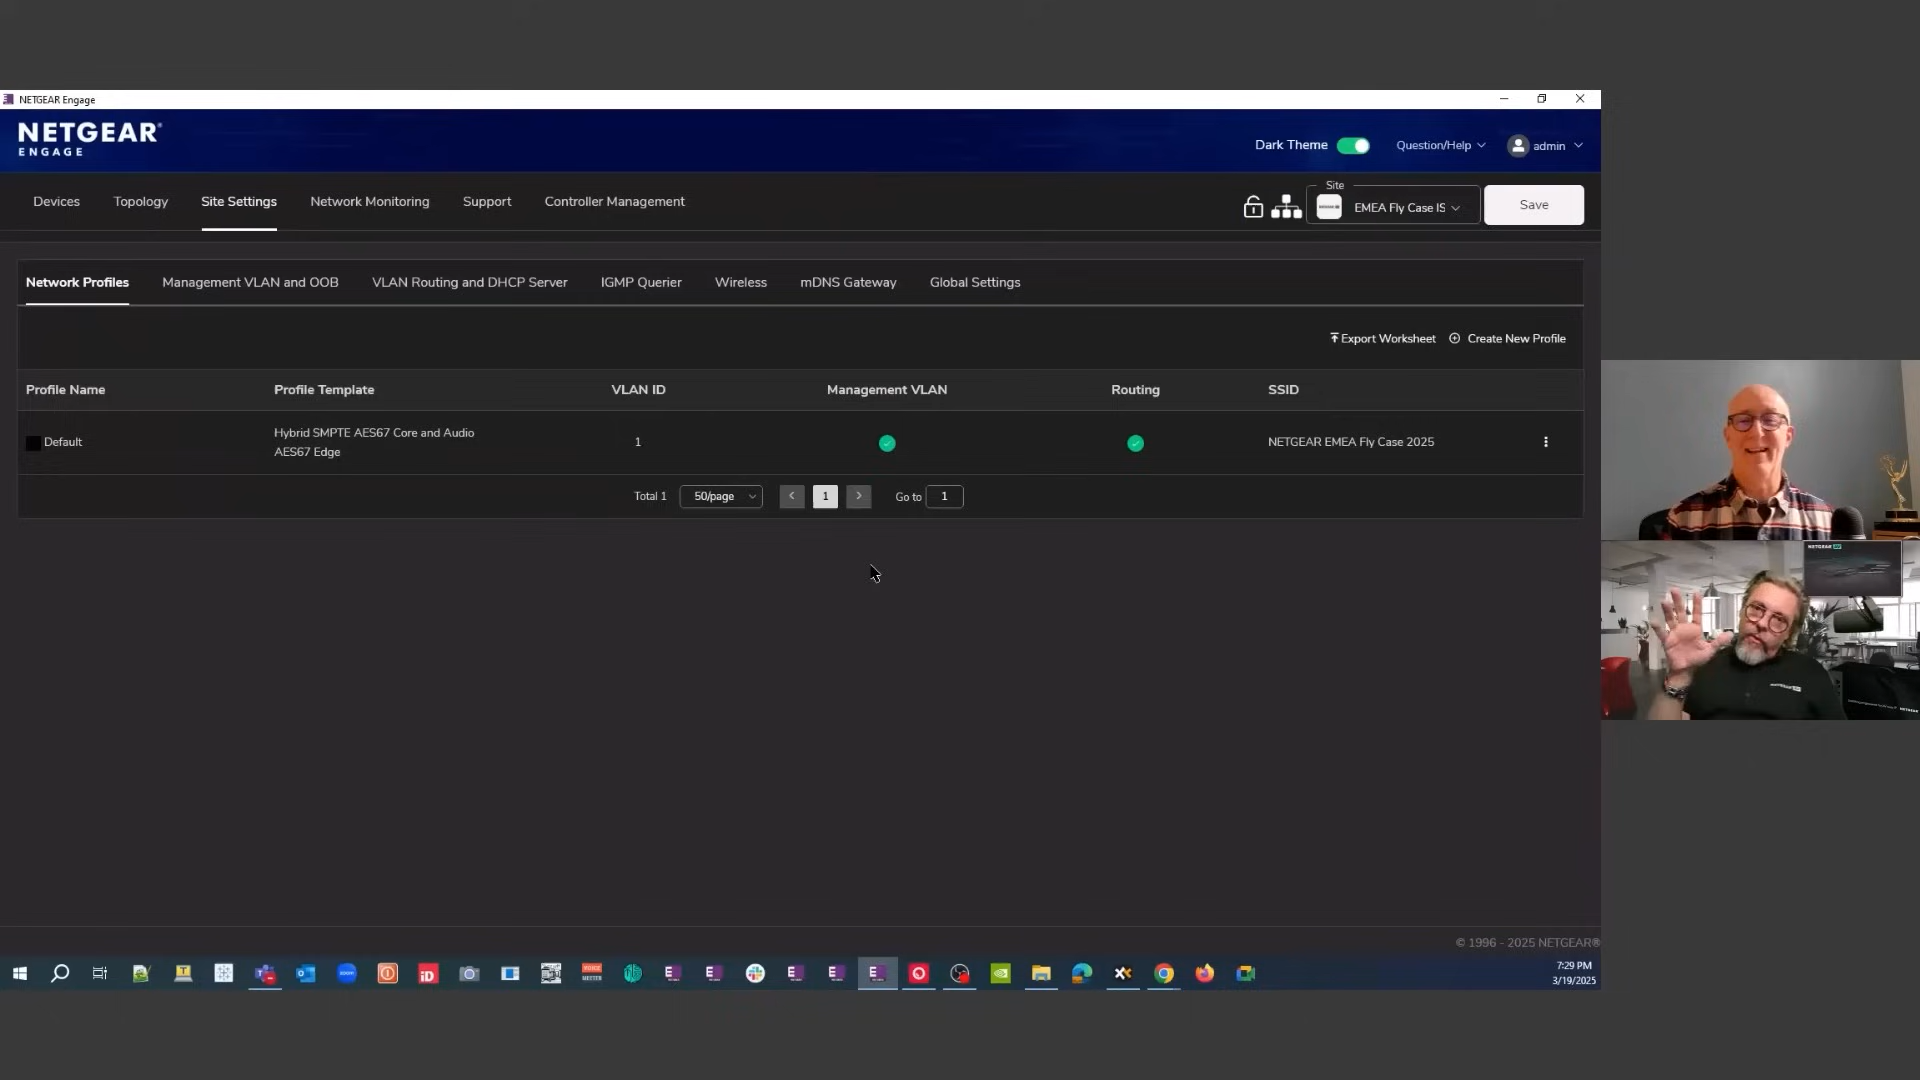 NETGEAR Engage
NETGEAR
ENGAGE
Dark Theme
Question/Help
admin
Devices
Topology
Site Settings
Network Monitoring
Support
Controller Management
Site
EMEA Fly Case IS
Save
Network Profiles
Management VLAN and OOB
VLAN Routing and DHCP Server
IGMP Querier
Wireless
mDNS Gateway
Global Settings
Export Worksheet
Create New Profile
Profile Name
Profile Template
VLAN ID
Management VLAN
Routing
SSID
Default
Hybrid SMPTE AES67 Core and Audio
AES67 Edge
1
NETGEAR EMEA Fly Case 2025
Total 1
50/page
1
Go to
1
NETGEAR AV
© 1996 - 2025 NETGEAR®
7:29 PM
3/19/2025